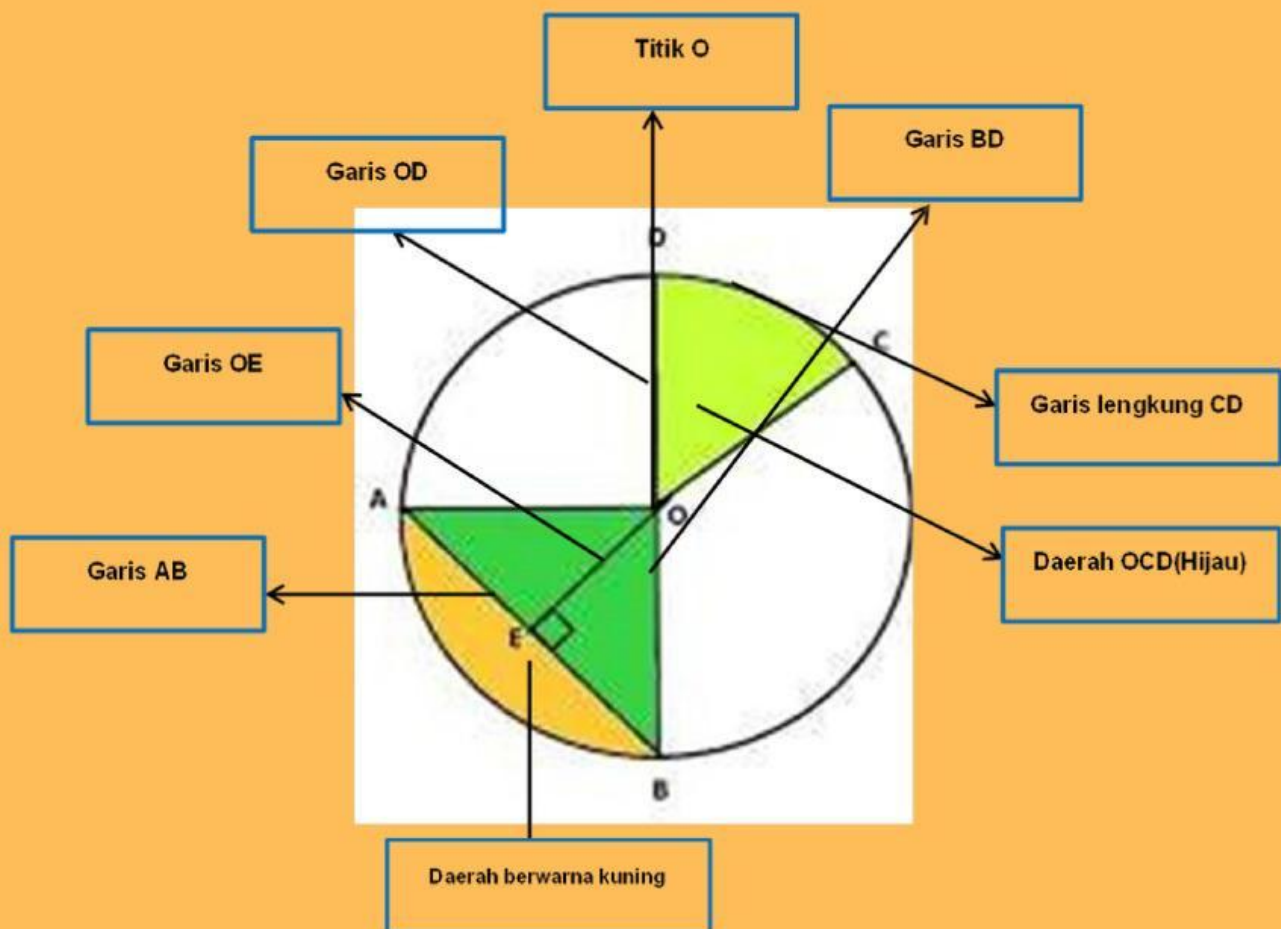 Titik O
Garis BD
Garis OD
D
Garis OE
C
Garis lengkung CD
A
O
Daerah OCD(Hijau)
Garis AB
E
B
Daerah berwarna kuning